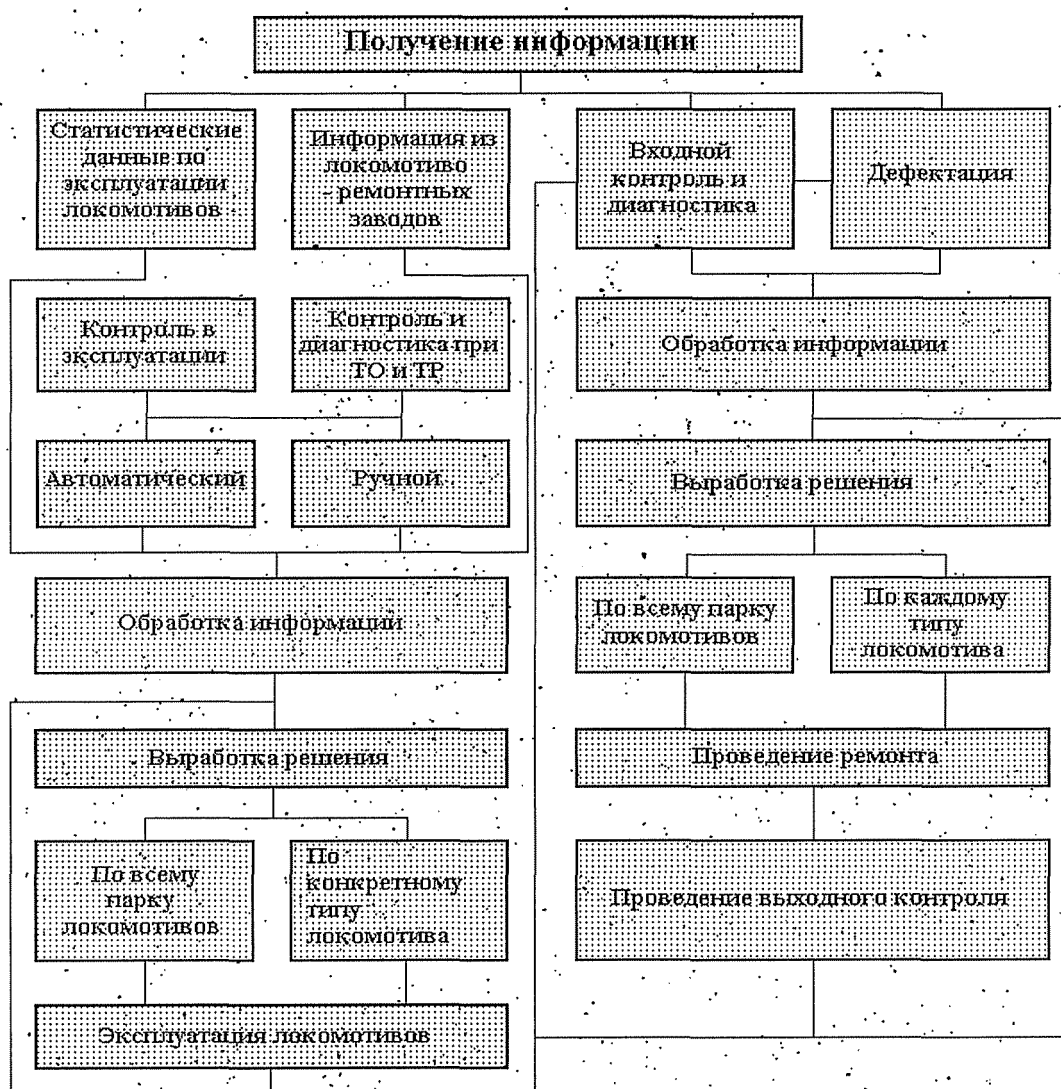 Получение информации
Статистические
данные по
эксплуатации
локомотивов
Информация из
локомотиво
- ремонтных
заводов
Входной
контроль и
диагностика
Дефектация
Контроль в
эксплуатации
Контроль и
диагностика при
ТО и ТР
Обработка информации
Автоматический
Ручной
Выработка решения
Обработка информации
По всему парку
локомотивов
По каждому
типу
локомотива
Выработка решения
Проведение ремонта
По всему
парку
локомотивов
По
конкретному
типу
локомотива
Проведение выходного контроля
Эксплуатация локомотивов